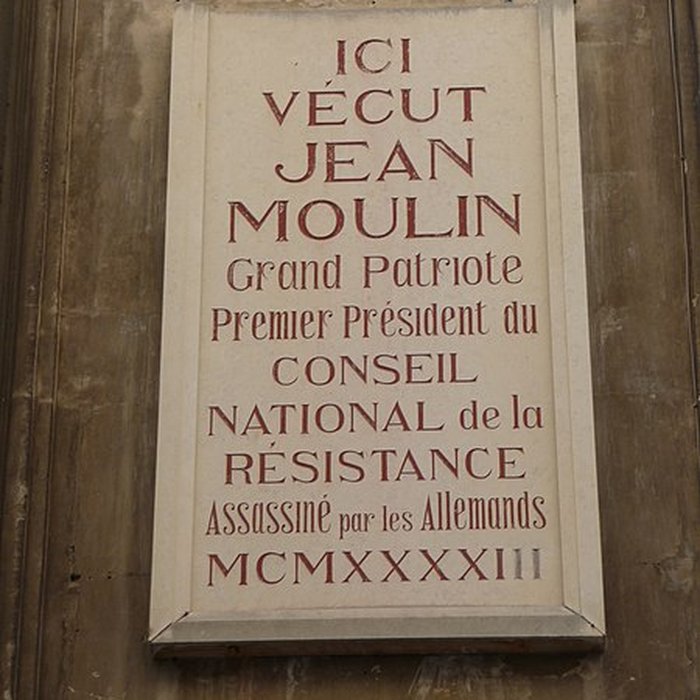 ICI
VÉCUT
JEAN
MOULIN
Grand Patriote
Premier Président du
CONSEIL
NATIONAL de la
RÉSISTANCE
Assassiné par les Allemands
MCMXXXXIII